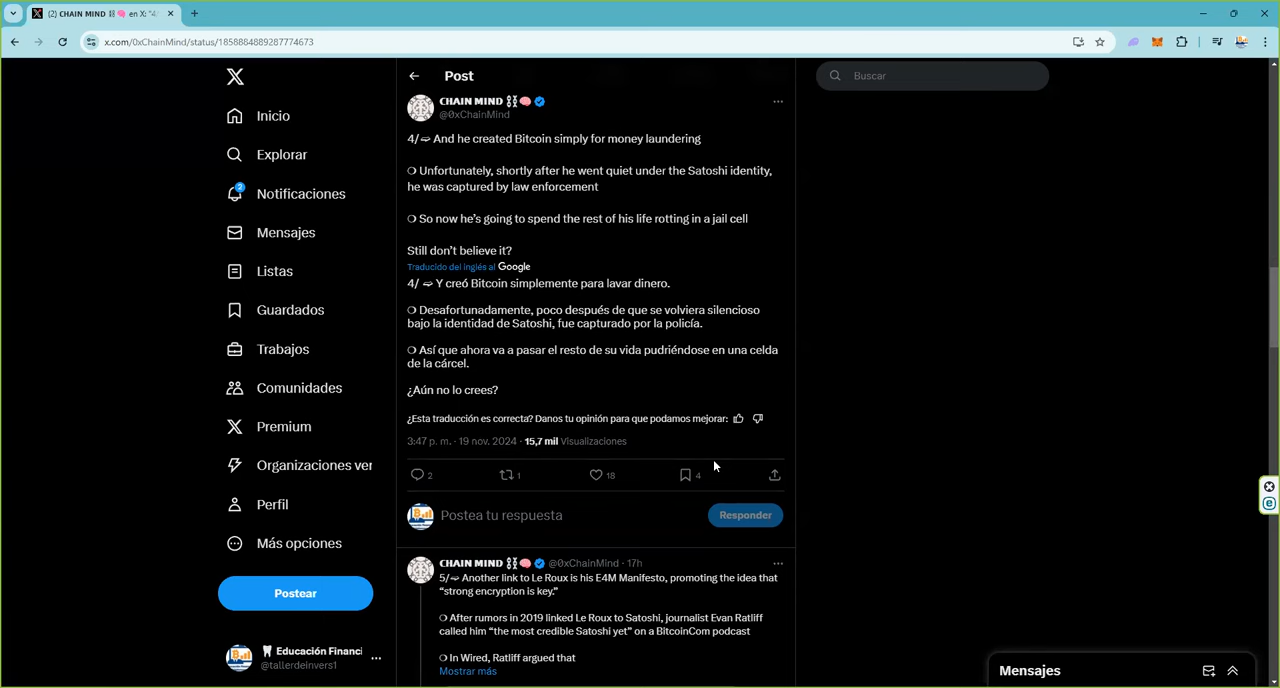 (2) CHAIN MIND ⛓🧠 en X: "4/
x.com/0xChainMind/status/1858884889287774673
Post
Buscar
Inicio
Explorar
2
Notificaciones
Mensajes
Listas
Guardados
Trabajos
Comunidades
Premium
Organizaciones ver
Perfil
Más opciones
Postear
Educación Financi
@tallerdeinvers1
CHAIN MIND ⛓🧠
@0xChainMind
4/ ➫ And he created Bitcoin simply for money laundering
❍ Unfortunately, shortly after he went quiet under the Satoshi identity,
he was captured by law enforcement
❍ So now he's going to spend the rest of his life rotting in a jail cell
Still don't believe it?
Traducido del inglés al Google
4/ ➫ Y creó Bitcoin simplemente para lavar dinero.
❍ Desafortunadamente, poco después de que se volviera silencioso
bajo la identidad de Satoshi, fue capturado por la policía.
❍ Así que ahora va a pasar el resto de su vida pudriéndose en una celda
de la cárcel.
¿Aún no lo crees?
¿Esta traducción es correcta? Danos tu opinión para que podamos mejorar:
3:47 p. m. · 19 nov. 2024 · 15,7 mil Visualizaciones
2 1 18 4
Postea tu respuesta
Responder
CHAIN MIND ⛓🧠 @0xChainMind · 17h
5/ ➫ Another link to Le Roux is his E4M Manifesto, promoting the idea that
“strong encryption is key.”
❍ After rumors in 2019 linked Le Roux to Satoshi, journalist Evan Ratliff
called him “the most credible Satoshi yet” on a BitcoinCom podcast
❍ In Wired, Ratliff argued that
Mostrar más
Mensajes